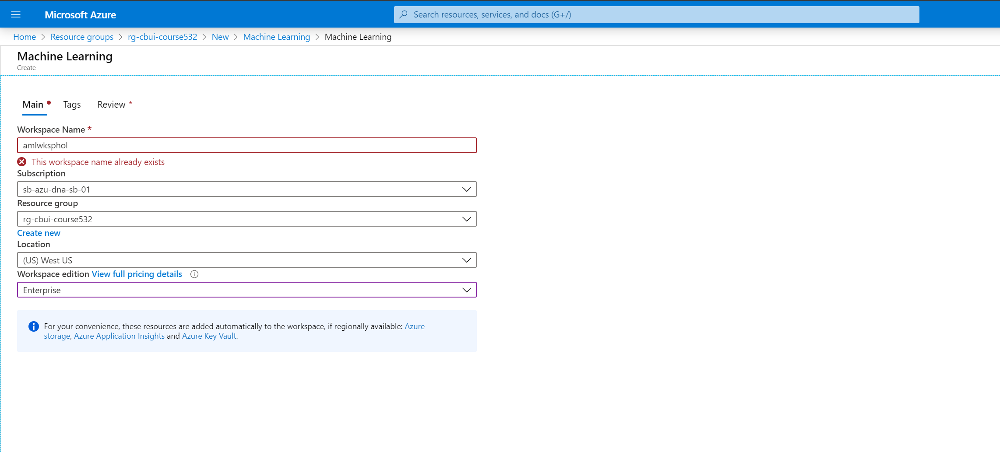 Microsoft Azure
Search resources, services, and docs (G+/)
Home > Resource groups > rg-cbui-course532 > New > Machine Learning > Machine Learning
Machine Learning
Create
Main Tags Review *
Workspace Name *
amlwksphol
This workspace name already exists
Subscription
sb-azu-dna-sb-01
Resource group
rg-cbui-course532
Create new
Location
(US) West US
Workspace edition View full pricing details
Enterprise
For your convenience, these resources are added automatically to the workspace, if regionally available: Azure
storage, Azure Application Insights and Azure Key Vault.